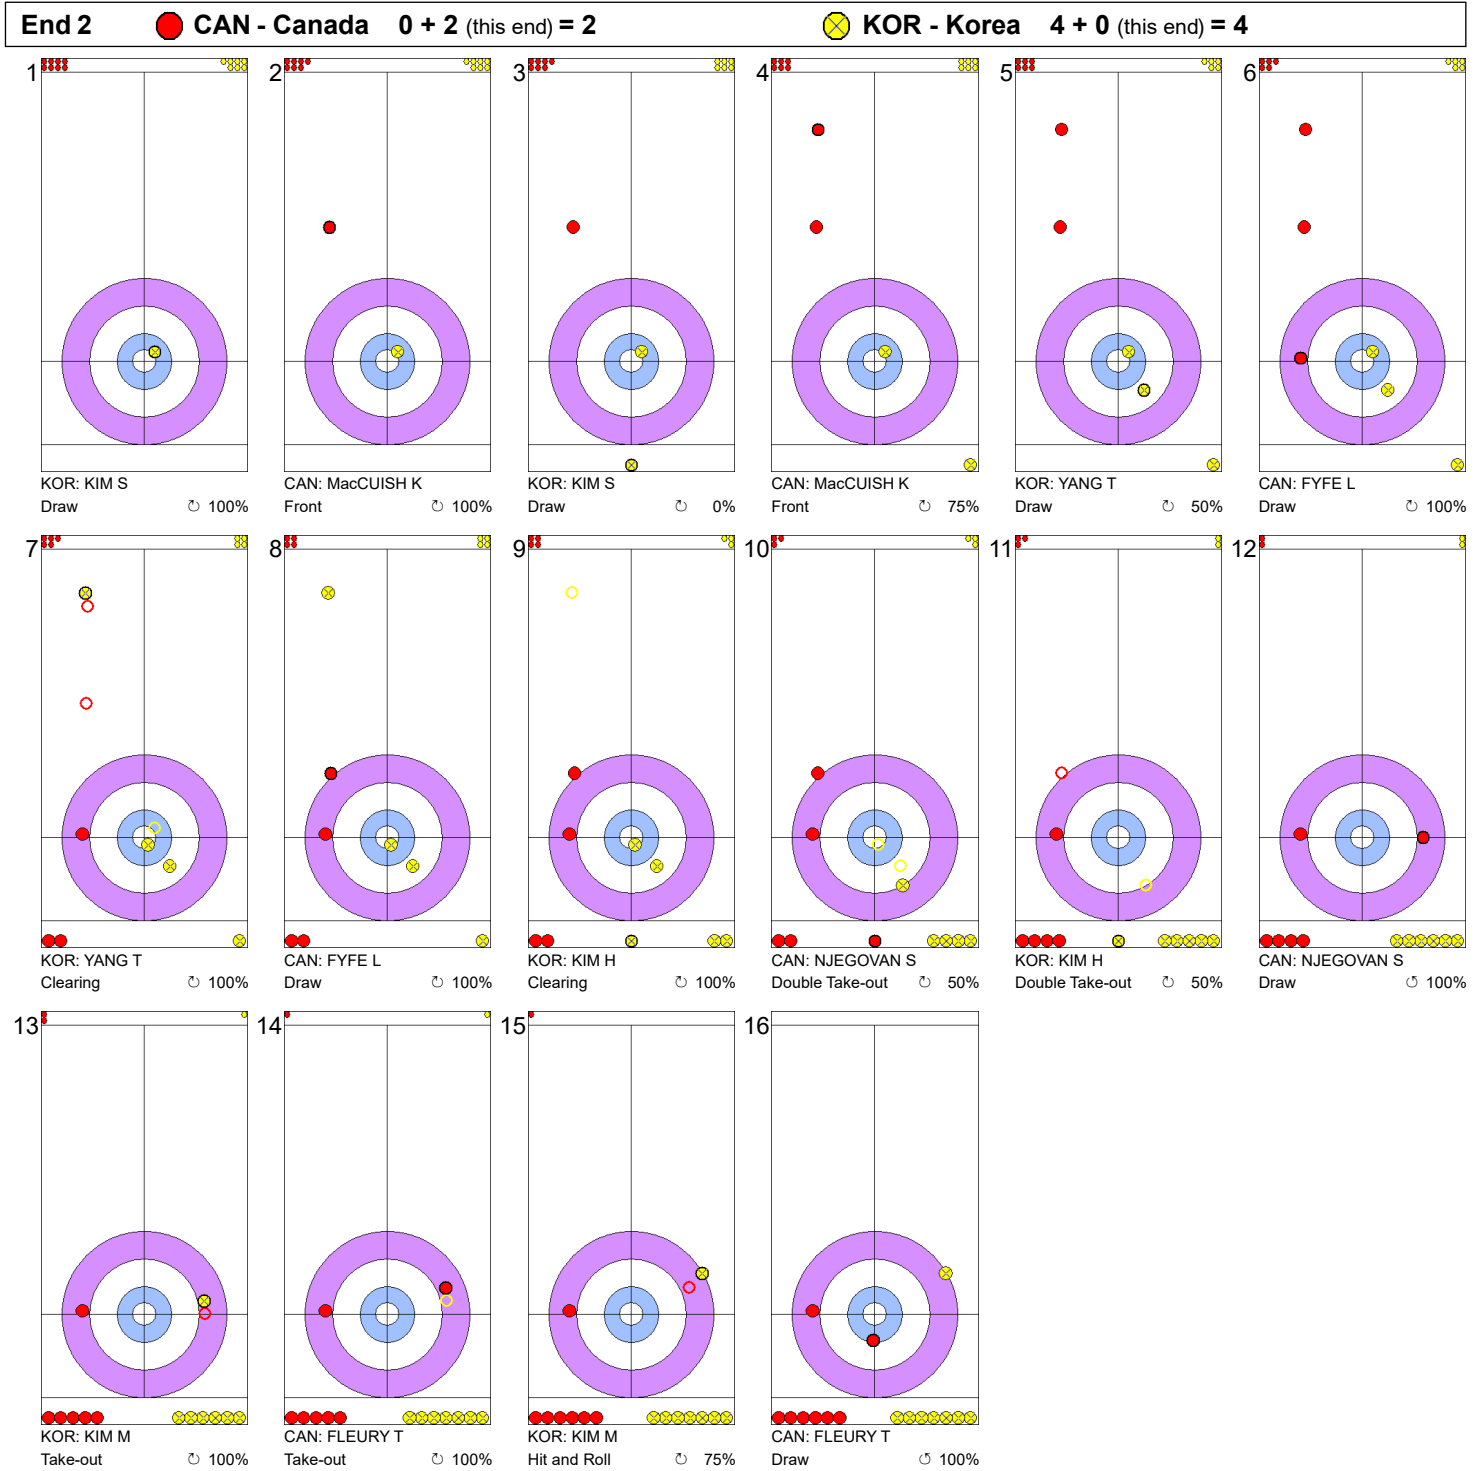 End 2 CAN - Canada 0 + 2 (this end) = 2 KOR - Korea 4 + 0 (this end) = 4
1 2 3 4 5 6
KOR: KIM S CAN: MacCUISH K KOR: KIM S CAN: MacCUISH K KOR: YANG T CAN: FYFE L
Draw ↻ 100% Front ↻ 100% Draw ↻ 0% Front ↻ 75% Draw ↻ 50% Draw ↻ 100%
7 8 9 10 11 12
KOR: YANG T CAN: FYFE L KOR: KIM H CAN: NJEGOVAN S KOR: KIM H CAN: NJEGOVAN S
Clearing ↻ 100% Draw ↻ 100% Clearing ↻ 100% Double Take-out ↻ 50% Double Take-out ↻ 50% Draw ↺ 100%
13 14 15 16
KOR: KIM M CAN: FLEURY T KOR: KIM M CAN: FLEURY T
Take-out ↻ 100% Take-out ↻ 100% Hit and Roll ↻ 75% Draw ↺ 100%